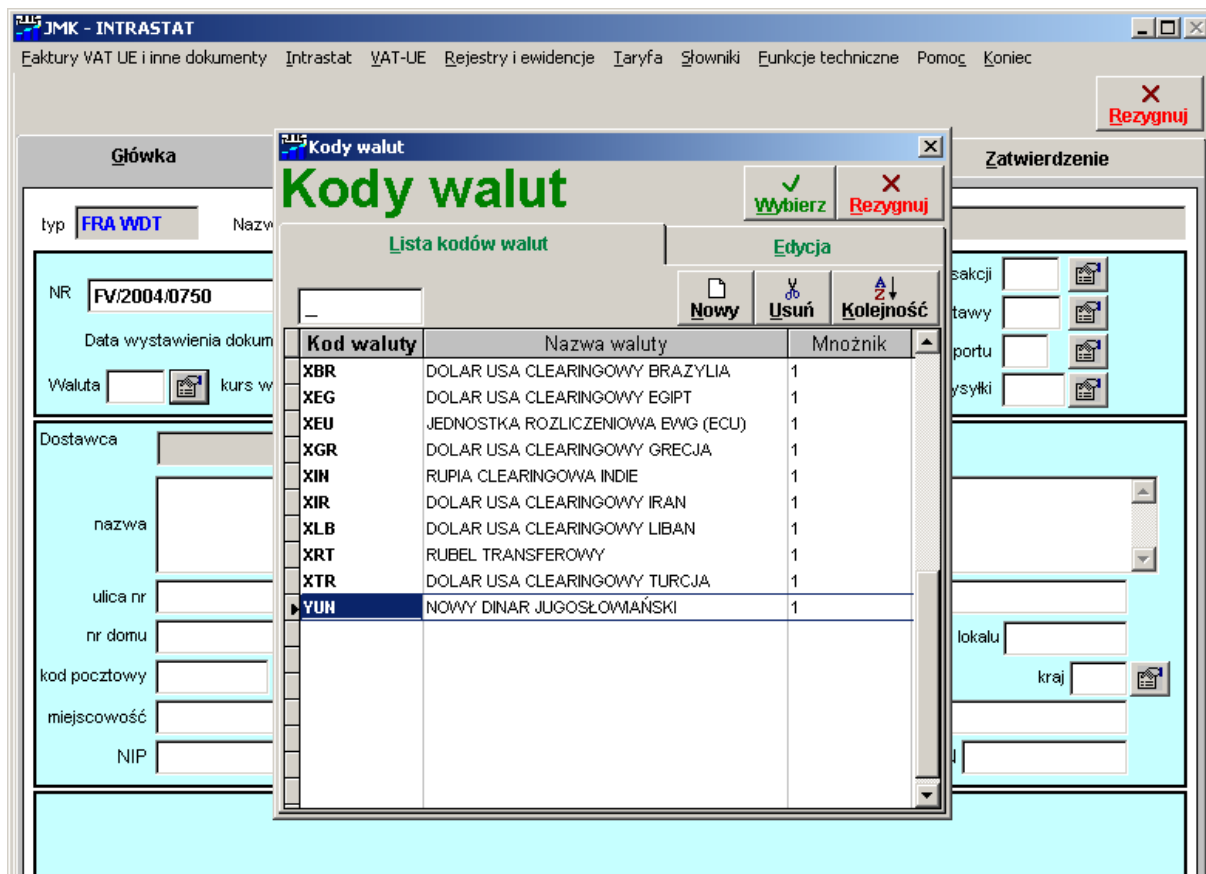 JMK - INTRASTAT
Faktury VAT UE i inne dokumenty Intrastat VAT-UE Rejestry i ewidencje Taryfa Słowniki Funkcje techniczne Pomoc Koniec
Rezygnuj
Główka Zatwierdzenie
typ FRA WDT Nazw
NR FV/2004/0750
Data wystawienia dokum
Waluta kurs w
sakcji
tawy
portu
ysyłki
Dostawca
nazwa
ulica nr
nr domu lokalu
kod pocztowy kraj
miejscowość
NIP
Kody walut
Kody walut
Wybierz Rezygnuj
Lista kodów walut Edycja
_ Nowy Usuń Kolejność
Kod waluty Nazwa waluty Mnożnik
XBR DOLAR USA CLEARINGOWY BRAZYLIA 1
XEG DOLAR USA CLEARINGOWY EGIPT 1
XEU JEDNOSTKA ROZLICZENIOWA EWG (ECU) 1
XGR DOLAR USA CLEARINGOWY GRECJA 1
XIN RUPIA CLEARINGOWA INDIE 1
XIR DOLAR USA CLEARINGOWY IRAN 1
XLB DOLAR USA CLEARINGOWY LIBAN 1
XRT RUBEL TRANSFEROWY 1
XTR DOLAR USA CLEARINGOWY TURCJA 1
YUN NOWY DINAR JUGOSŁOWIAŃSKI 1